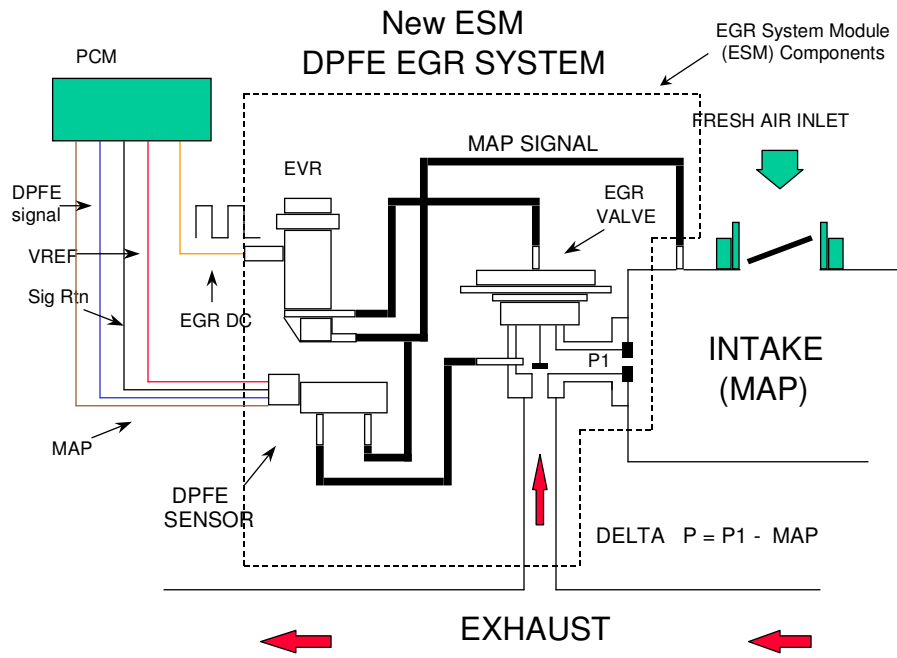 New ESM
DPFE EGR SYSTEM
EGR System Module
(ESM) Components
PCM
FRESH AIR INLET
MAP SIGNAL
EVR
EGR
VALVE
DPFE
signal
VREF
Sig Rtn
EGR DC
P1
INTAKE
(MAP)
MAP
DPFE
SENSOR
DELTA P = P1 - MAP
EXHAUST